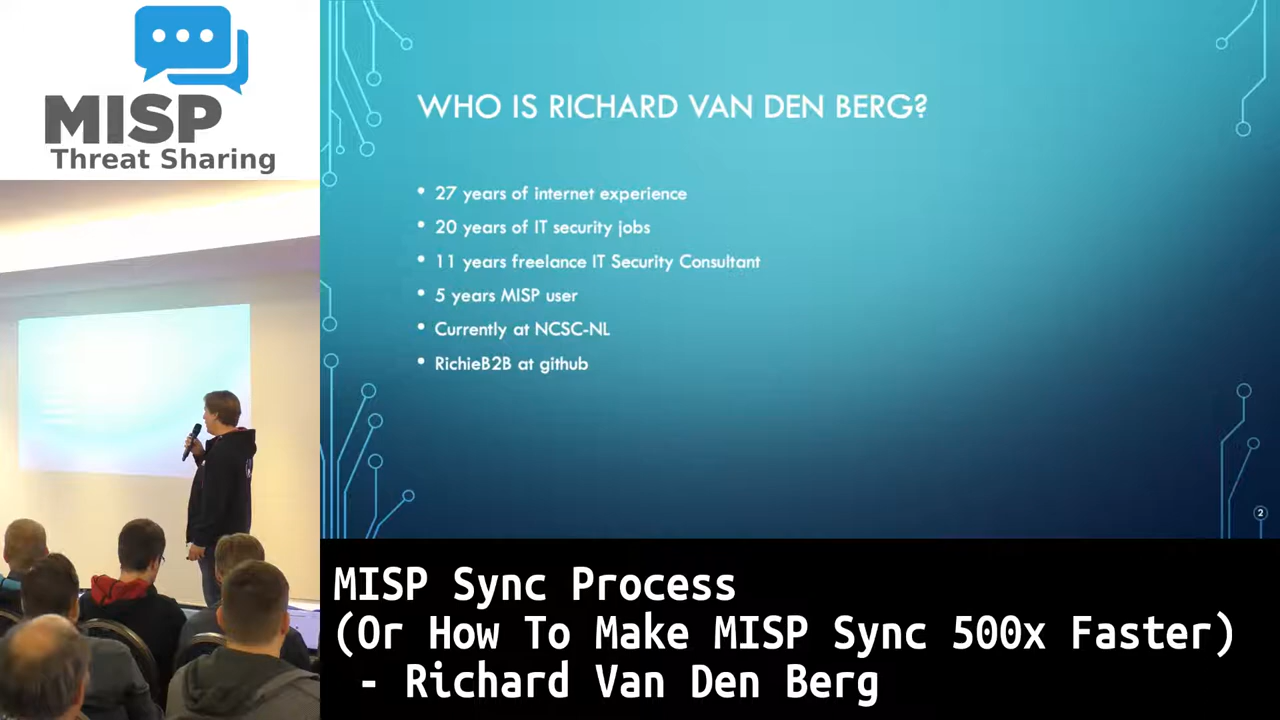 MISP
Threat Sharing
WHO IS RICHARD VAN DEN BERG?
• 27 years of internet experience
• 20 years of IT security jobs
• 11 years freelance IT Security Consultant
• 5 years MISP user
• Currently at NCSC-NL
• RichieB2B at github
2
MISP Sync Process
(Or How To Make MISP Sync 500x Faster)
- Richard Van Den Berg